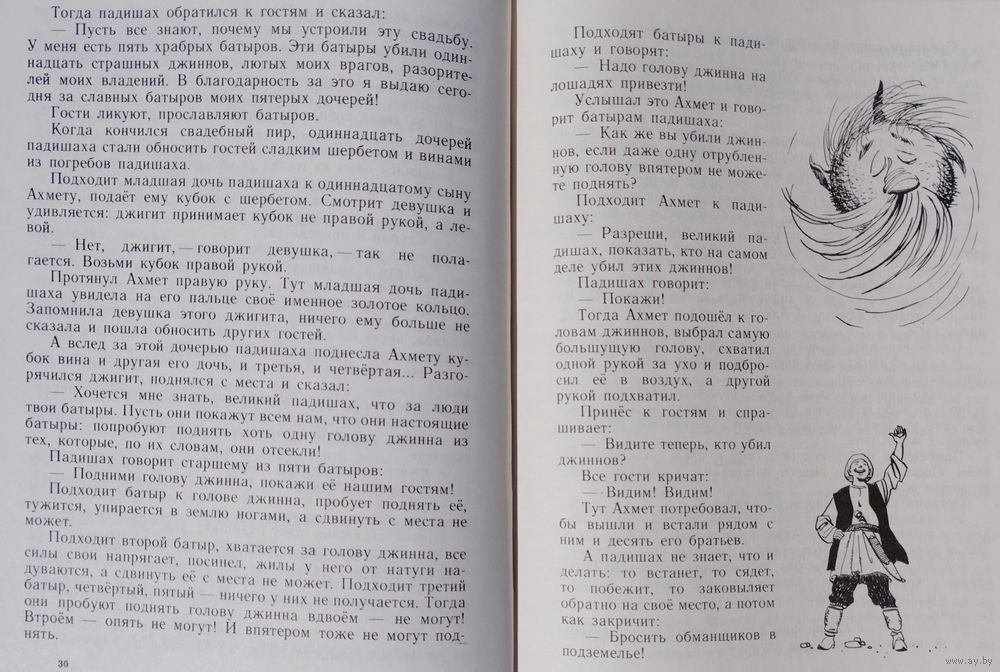 Тогда падишах обратился к гостям и сказал:
— Пусть все знают, почему мы устроили эту свадьбу.
У меня есть пять храбрых батыров. Эти батыры убили один-
надцать страшных джиннов, лютых моих врагов, разорите-
лей моих владений. В благодарность за это я выдаю сего-
дня за славных батыров моих пятерых дочерей!
Гости ликуют, прославляют батыров.
Когда кончился свадебный пир, одиннадцать дочерей
падишаха стали обносить гостей сладким шербетом и винами
из погребов падишаха.
Подходит младшая дочь падишаха к одиннадцатому сыну
Ахмету, подаёт ему кубок с шербетом. Смотрит девушка и
удивляется: джигит принимает кубок не правой рукой, а ле-
вой.
— Нет, джигит, — говорит девушка, — так не пола-
гается. Возьми кубок правой рукой.
Протянул Ахмет правую руку. Тут младшая дочь пади-
шаха увидела на его пальце своё именное золотое кольцо.
Запомнила девушка этого джигита, ничего ему больше не
сказала и пошла обносить других гостей.
А вслед за этой дочерью падишаха поднесла Ахмету ку-
бок вина и другая его дочь, и третья, и четвёртая... Разго-
рячился джигит, поднялся с места и сказал:
— Хочется мне знать, великий падишах, что за люди
твои батыры. Пусть они покажут всем нам, что они настоящие
батыры: попробуют поднять хоть одну голову джинна из
тех, которые, по их словам, они отсекли!
Падишах говорит старшему из пяти батыров:
— Подними голову джинна, покажи её нашим гостям!
Подходит батыр к голове джинна, пробует поднять её,
тужится, упирается в землю ногами, а сдвинуть с места не
может.
Подходит второй батыр, хватается за голову джинна, все
силы свои напрягает, посинел, жилы у него от натуги на-
дуваются, а сдвинуть её с места не может. Подходит третий
батыр, четвёртый, пятый — ничего у них не получается. Тогда
они пробуют поднять голову джинна вдвоём — не могут!
Втроём — опять не могут! И впятером тоже не могут под-
нять.
30
Подходят батыры к пади-
шаху и говорят:
— Надо голову джинна на
лошадях привезти!
Услышал это Ахмет и гово-
рит батырам падишаха:
— Как же вы убили джин-
нов, если даже одну отрублен-
ную голову впятером не може-
те поднять?
Подходит Ахмет к пади-
шаху:
— Разреши, великий па-
дишах, показать, кто на самом
деле убил этих джиннов!
Падишах говорит:
— Покажи!
Тогда Ахмет подошёл к го-
ловам джиннов, выбрал самую
большущую голову, схватил
одной рукой за ухо и подбро-
сил её в воздух, а другой
рукой подхватил.
Принёс к гостям и спра-
шивает:
— Видите теперь, кто убил
джиннов?
Все гости кричат:
— Видим! Видим!
Тут Ахмет потребовал, что-
бы вышли и встали рядом с
ним и десять его братьев.
А падишах не знает, что и
делать: то встанет, то сядет,
то побежит, то заковыляет
обратно на своё место, а потом
как закричит:
— Бросить обманщиков в
подземелье!
www.ay.by